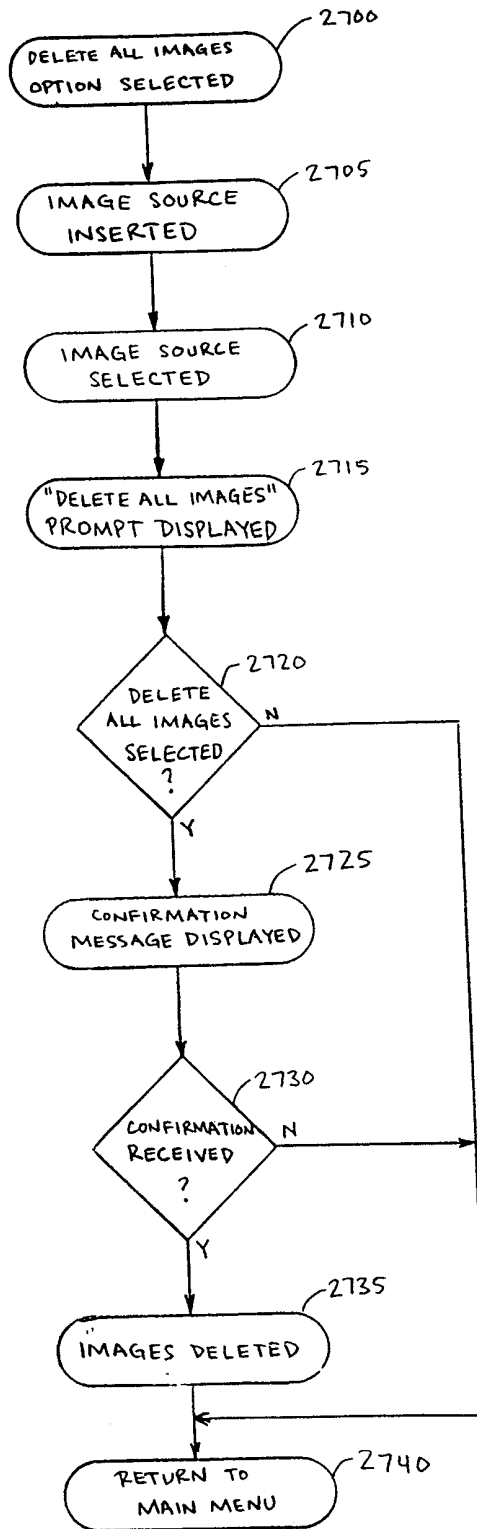 2700
DELETE ALL IMAGES
OPTION SELECTED
2705
IMAGE SOURCE
INSERTED
2710
IMAGE SOURCE
SELECTED
2715
"DELETE ALL IMAGES"
PROMPT DISPLAYED
2720
DELETE
ALL IMAGES
SELECTED
?
N
Y
2725
CONFIRMATION
MESSAGE DISPLAYED
2730
CONFIRMATION
RECEIVED
?
N
Y
2735
IMAGES DELETED
2740
RETURN TO
MAIN MENU